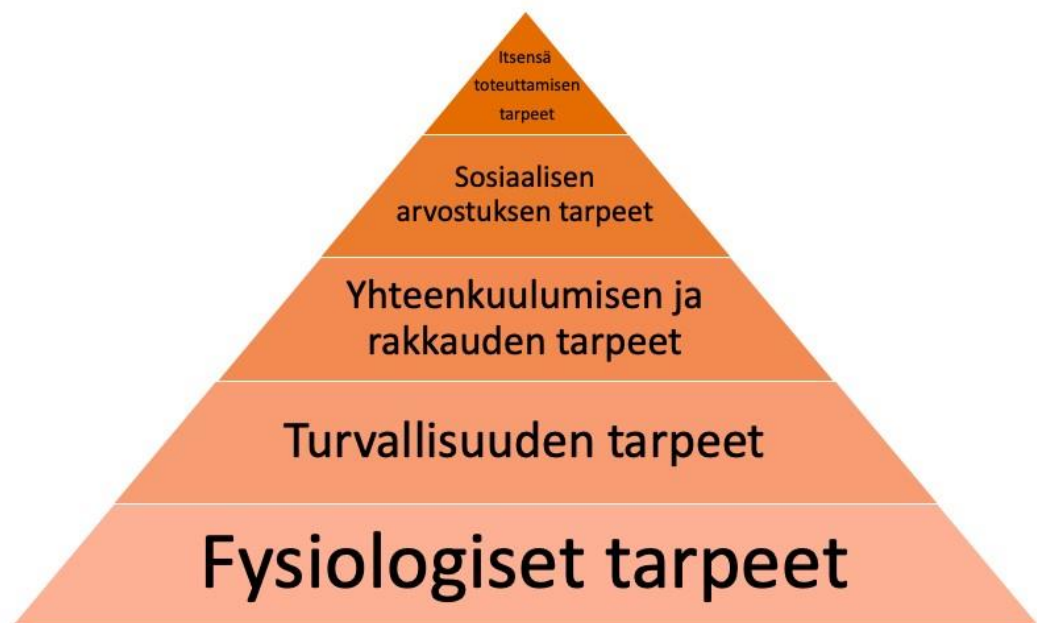 Itsensä
toteuttamisen
tarpeet
Sosiaalisen
arvostuksen tarpeet
Yhteenkuulumisen ja
rakkauden tarpeet
Turvallisuuden tarpeet
Fysiologiset tarpeet